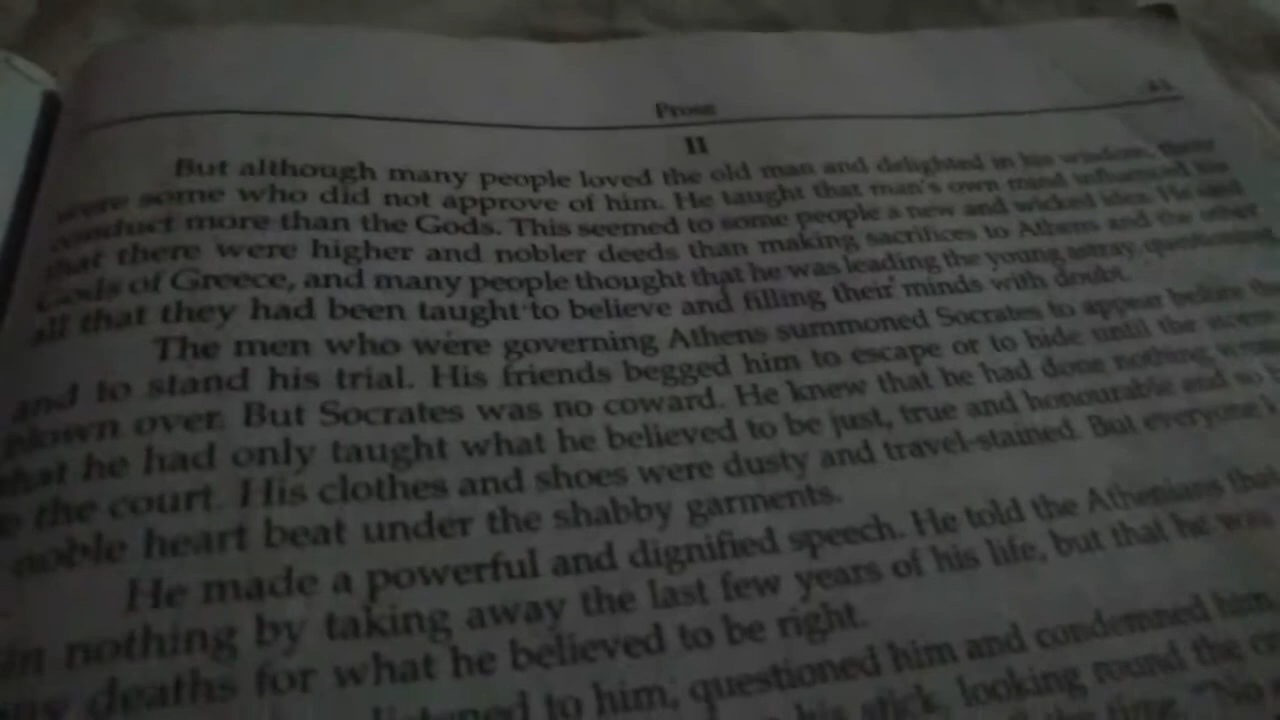 Prose
II
But although many people loved the old man and delighted in his wisdom, there
were some who did not approve of him. He taught that man's own mind influenced his
conduct more than the Gods. This seemed to some people a new and wicked idea. He said
that there were higher and nobler deeds than making sacrifices to Athens and the other
Gods of Greece, and many people thought that he was leading the young astray,
all that they had been taught to believe and filling their minds with doubt.
The men who were governing Athens summoned Socrates to appear before
and to stand his trial. His friends begged him to escape or to hide until the
blown over. But Socrates was no coward. He knew that he had done nothing
that he had only taught what he believed to be just, true and honourable and so
the court. His clothes and shoes were dusty and travel-stained. But everyone
noble heart beat under the shabby garments.
He made a powerful and dignified speech. He told the Athenians that
nothing by taking away the last few years of his life, but that he was
deaths for what he believed to be right.
listened to him, questioned him and condemned him
his stick, looking round the
the time. "No